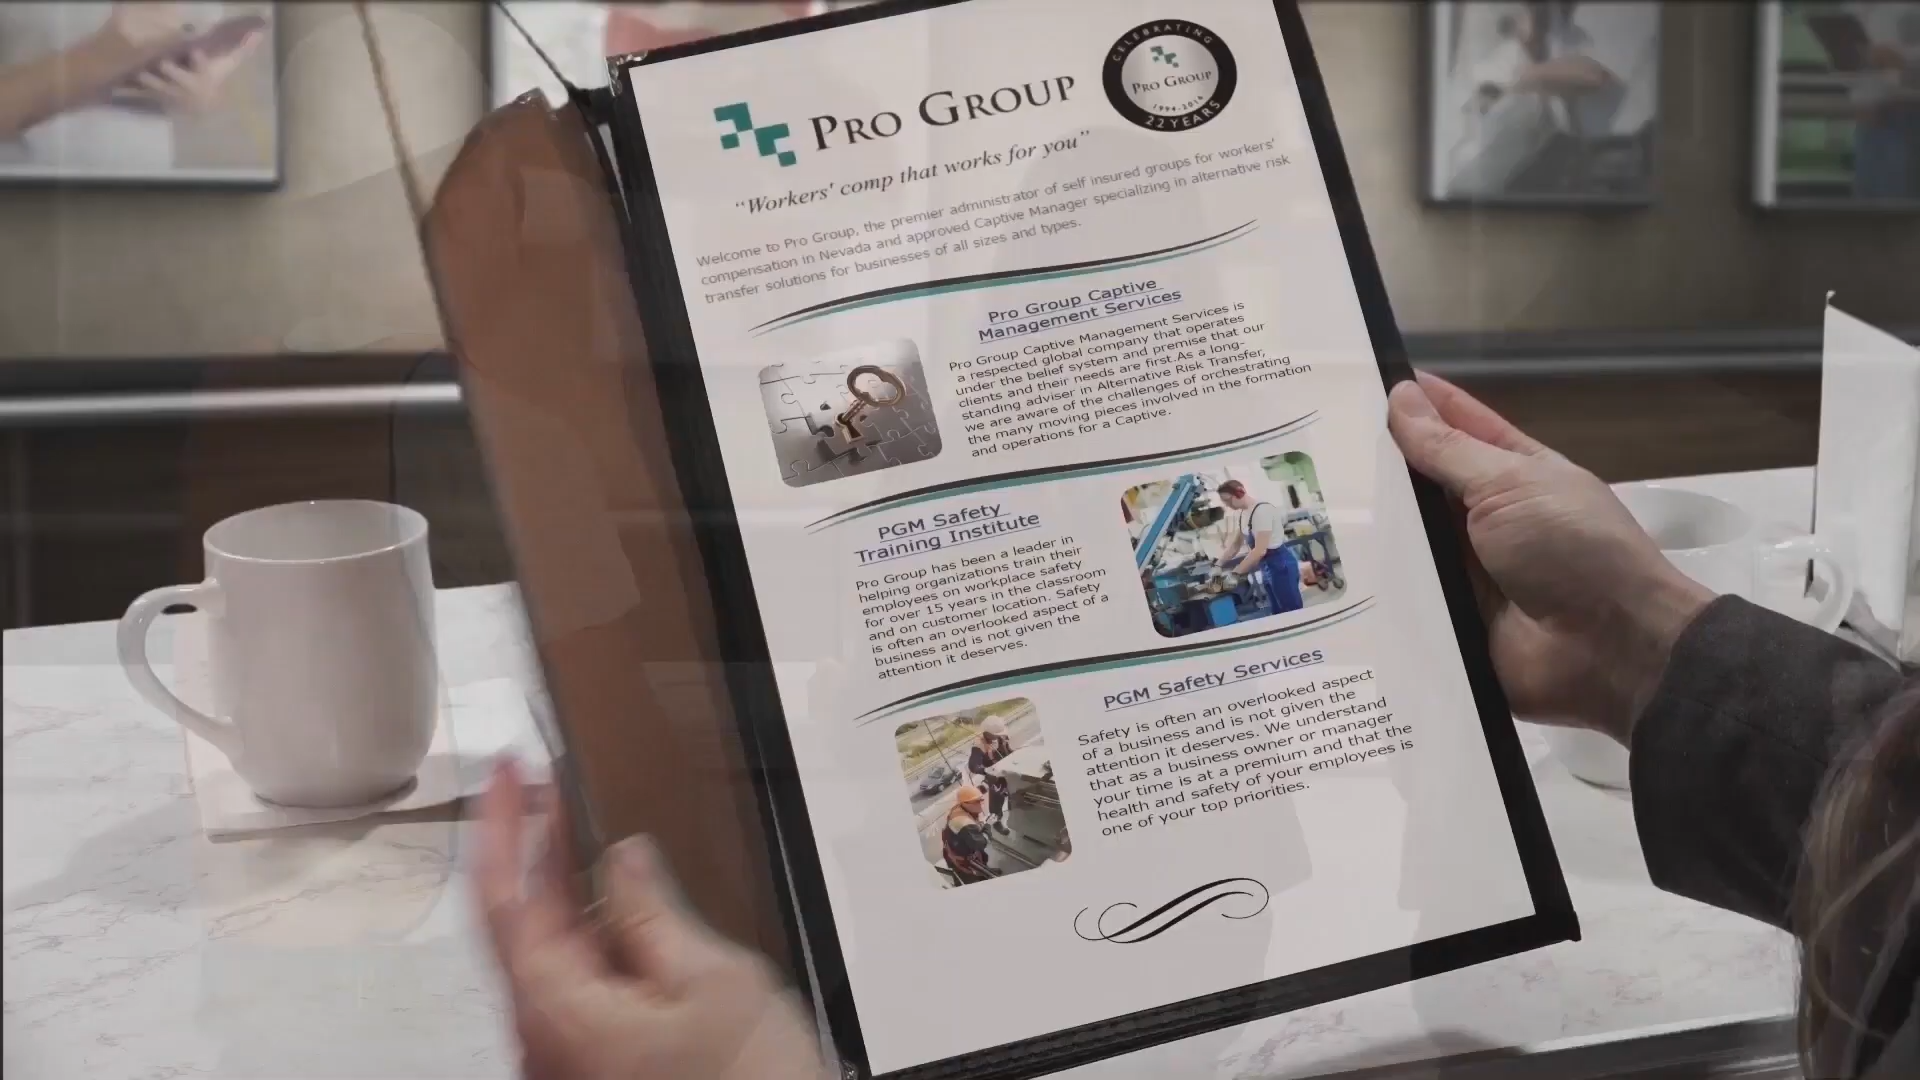 PRO GROUP
CELEBRATING
PRO GROUP
1994-2016
22 YEARS
“Workers' comp that works for you”
Welcome to Pro Group, the premier administrator of self insured groups for workers'
compensation in Nevada and approved Captive Manager specializing in alternative risk
transfer solutions for businesses of all sizes and types.
Pro Group Captive
Management Services
Pro Group Captive Management Services is
a respected global company that operates
under the belief system and premise that our
clients and their needs are first.As a long-
standing adviser in Alternative Risk Transfer,
we are aware of the challenges of orchestrating
the many moving pieces involved in the formation
and operations for a Captive.
PGM Safety
Training Institute
Pro Group has been a leader in
helping organizations train their
employees on workplace safety
for over 15 years in the classroom
and on customer location. Safety
is often an overlooked aspect of a
business and is not given the
attention it deserves.
PGM Safety Services
Safety is often an overlooked aspect
of a business and is not given the
attention it deserves. We understand
that as a business owner or manager
your time is at a premium and that the
health and safety of your employees is
one of your top priorities.